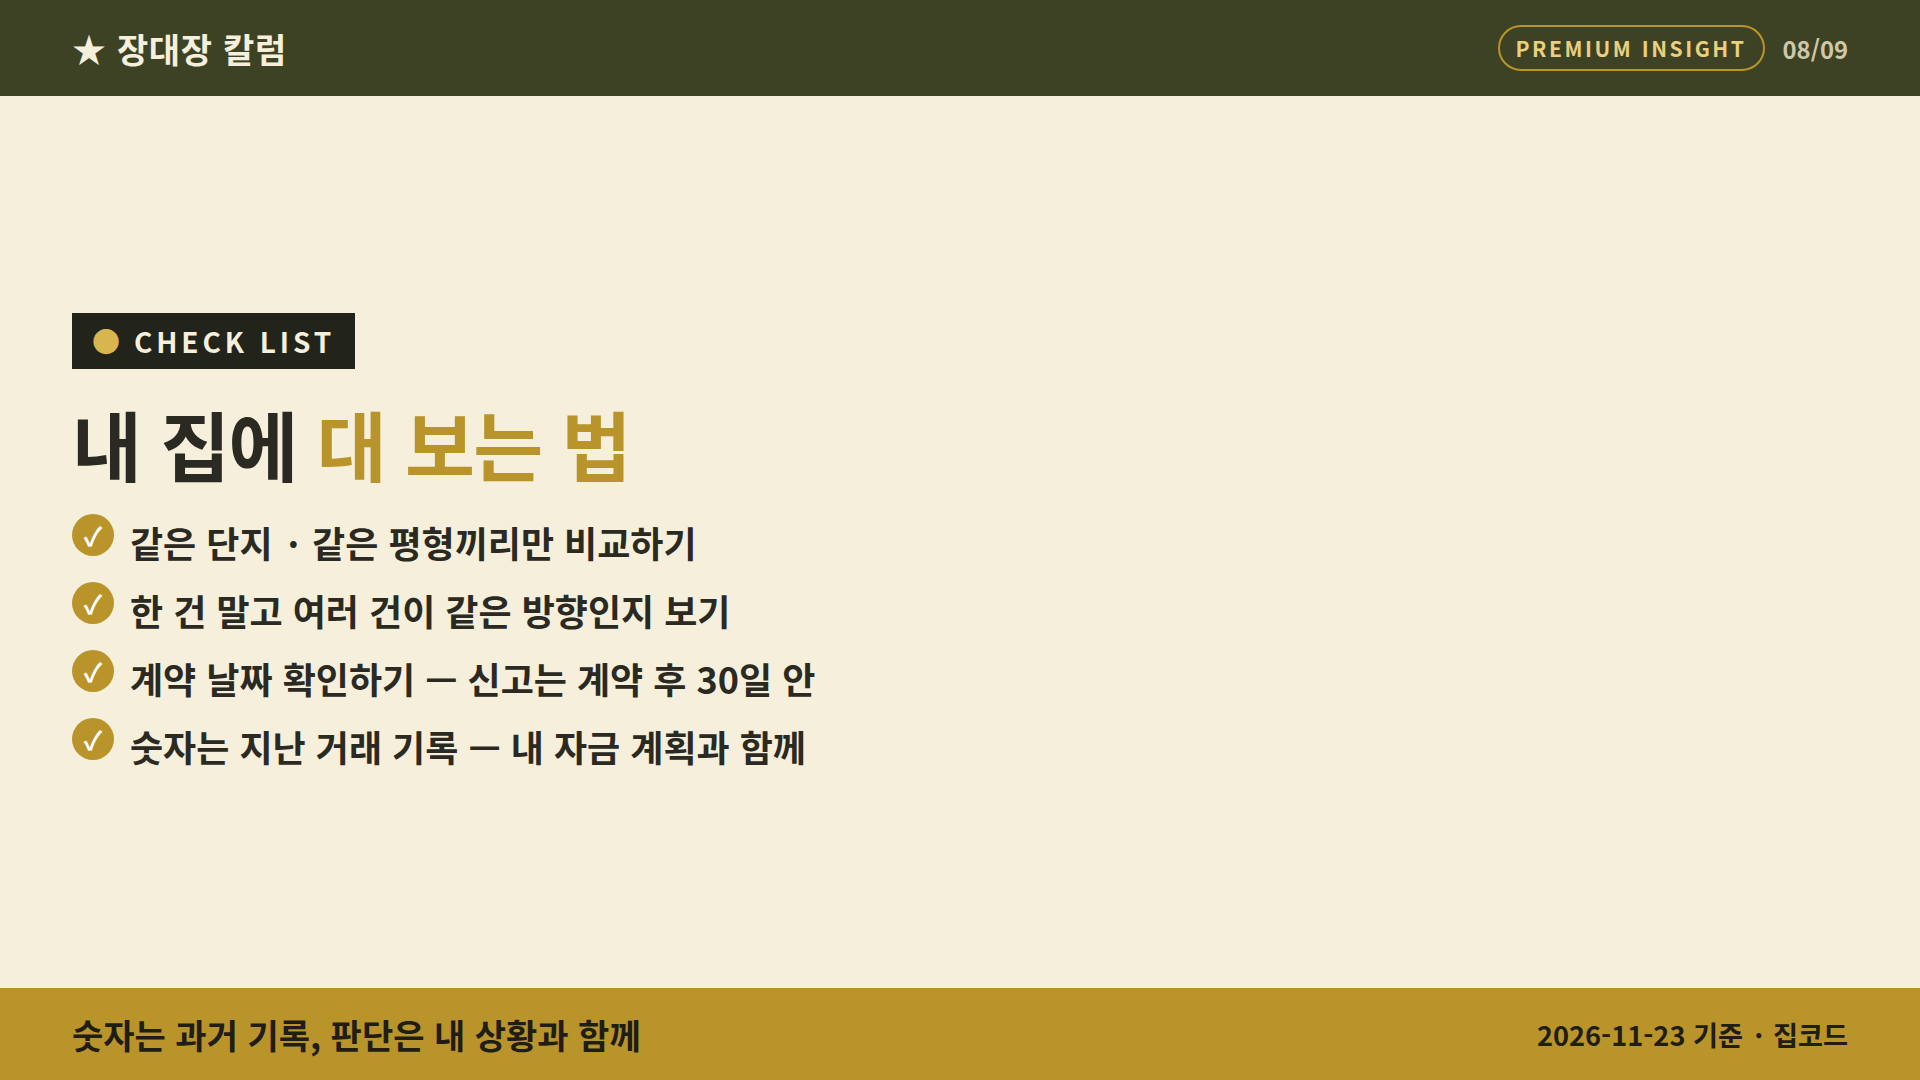 ★ 장대장 칼럼
PREMIUM INSIGHT 08/09
CHECK LIST
내 집에 대 보는 법
✓ 같은 단지 · 같은 평형끼리만 비교하기
✓ 한 건 말고 여러 건이 같은 방향인지 보기
✓ 계약 날짜 확인하기 — 신고는 계약 후 30일 안
✓ 숫자는 지난 거래 기록 — 내 자금 계획과 함께
숫자는 과거 기록, 판단은 내 상황과 함께
2026-11-23 기준 · 집코드